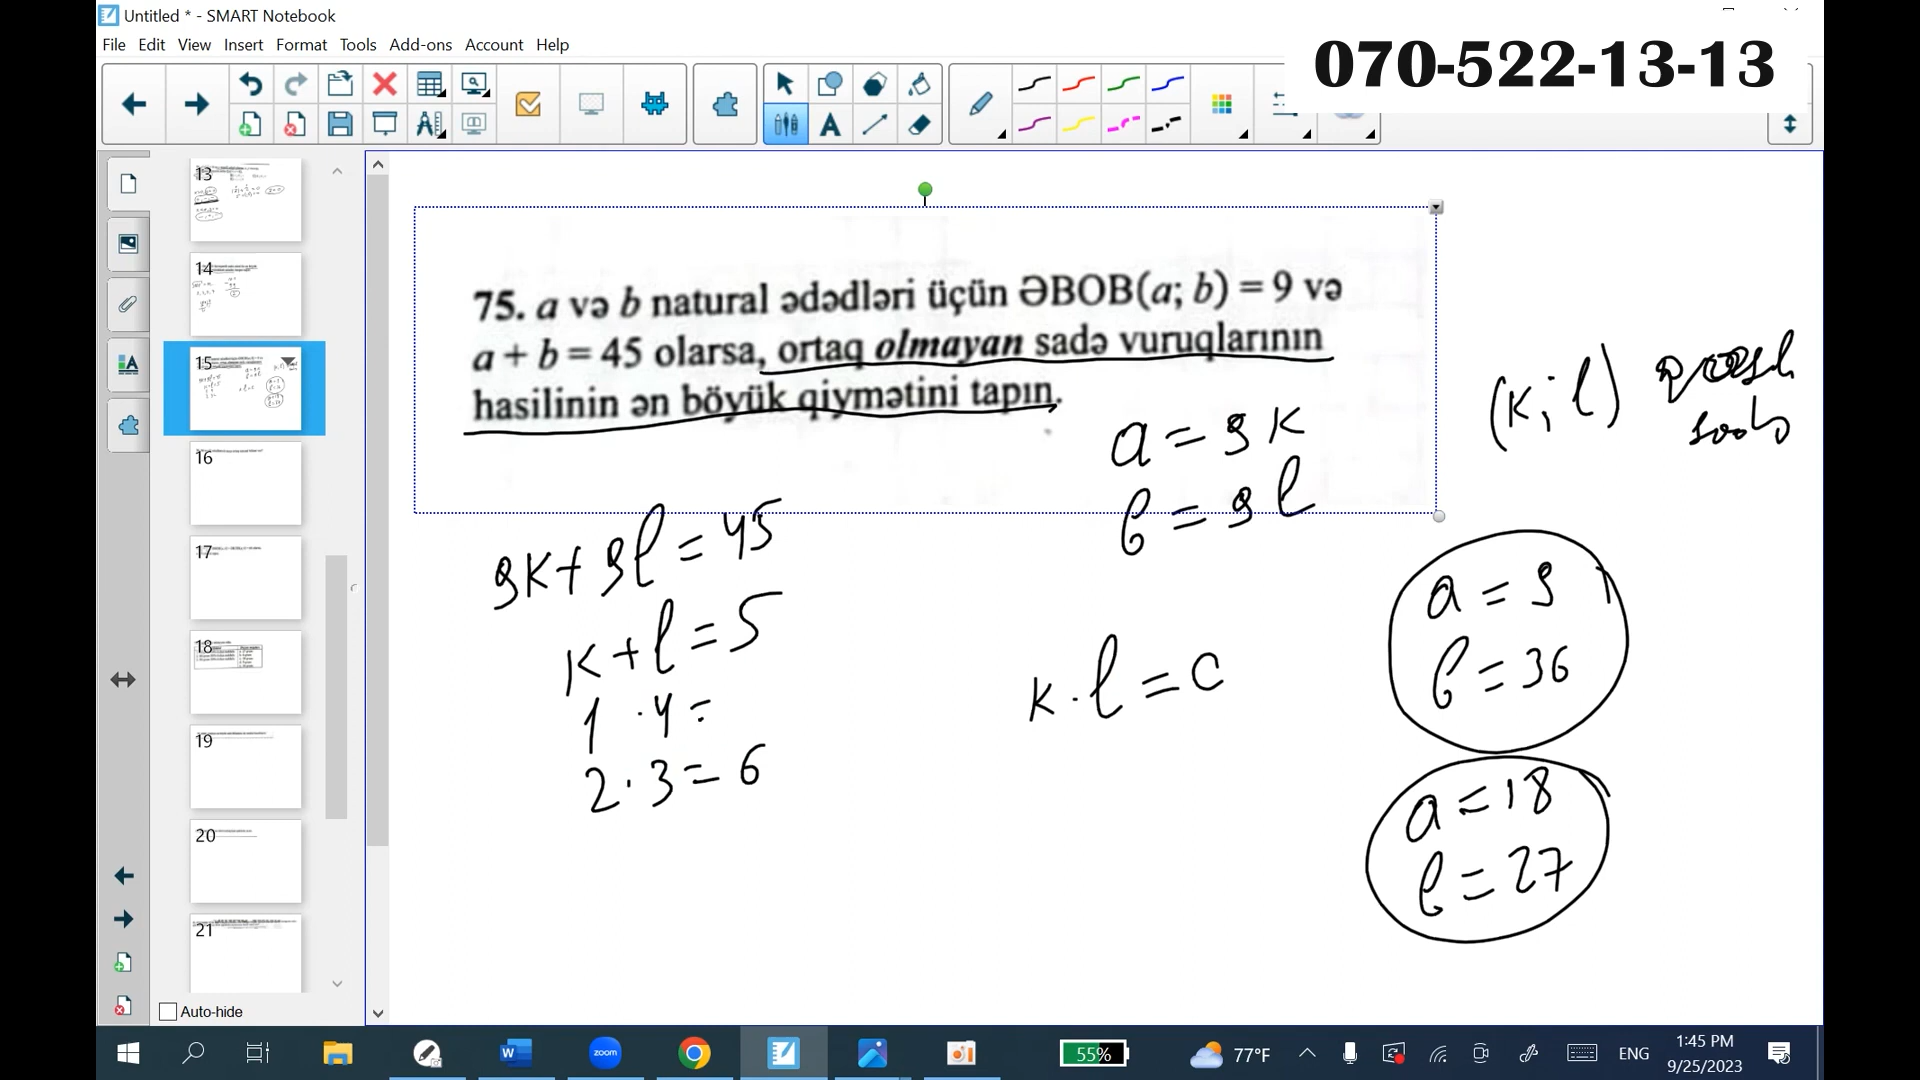 Untitled * - SMART Notebook
File Edit View Insert Format Tools Add-ons Account Help
070-522-13-13
13
14
15
16
17
18
19
20
21
Auto-hide
75. a və b natural ədədləri üçün ƏBOB(a; b) = 9 və
a + b = 45 olarsa, ortaq olmayan sadə vuruqlarının
hasilinin ən böyük qiymətini tapın.
a = 9K
b = 9l
(K; l)
9K + 9l = 45
K + l = 5
1 · 4 =
2 · 3 = 6
K · l = C
a = 9
b = 36
a = 18
b = 27
W
zoom
55%
77°F
ENG
1:45 PM
9/25/2023